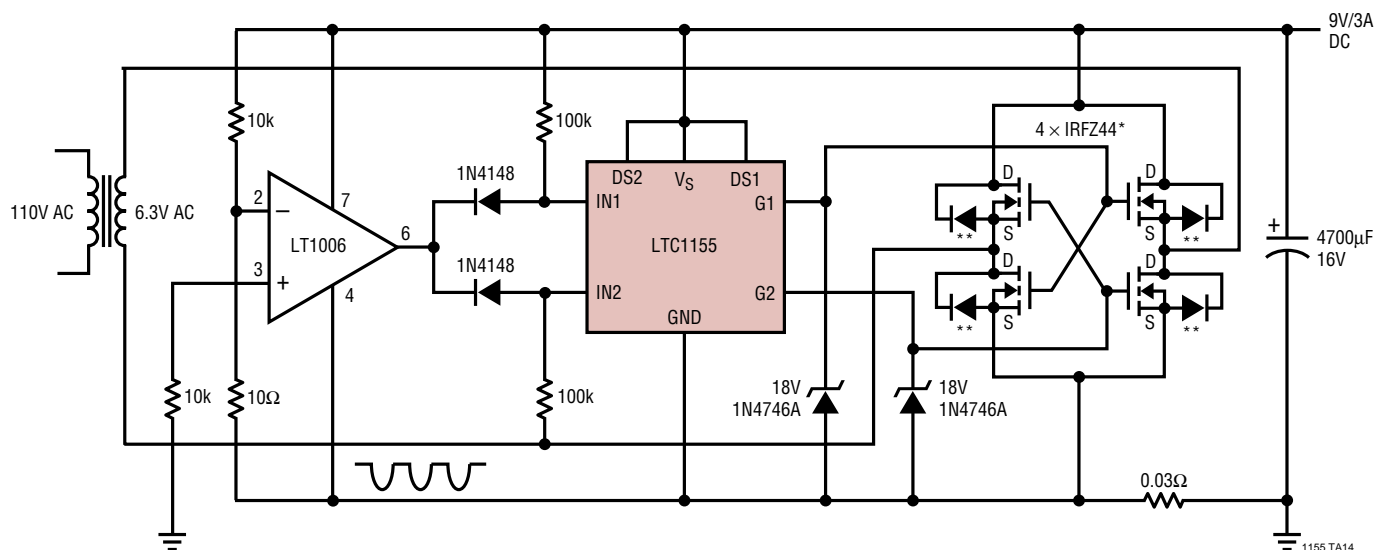 9V/3A
DC
4 × IRFZ44*
10k
100k
110V AC
6.3V AC
2
−
7
LT1006
6
3
+
4
1N4148
1N4148
DS2
VS
DS1
IN1
G1
LTC1155
IN2
G2
GND
D
S
**
D
S
**
D
S
**
D
S
**
+
4700µF
16V
10k
10Ω
100k
18V
1N4746A
18V
1N4746A
0.03Ω
1155 TA14